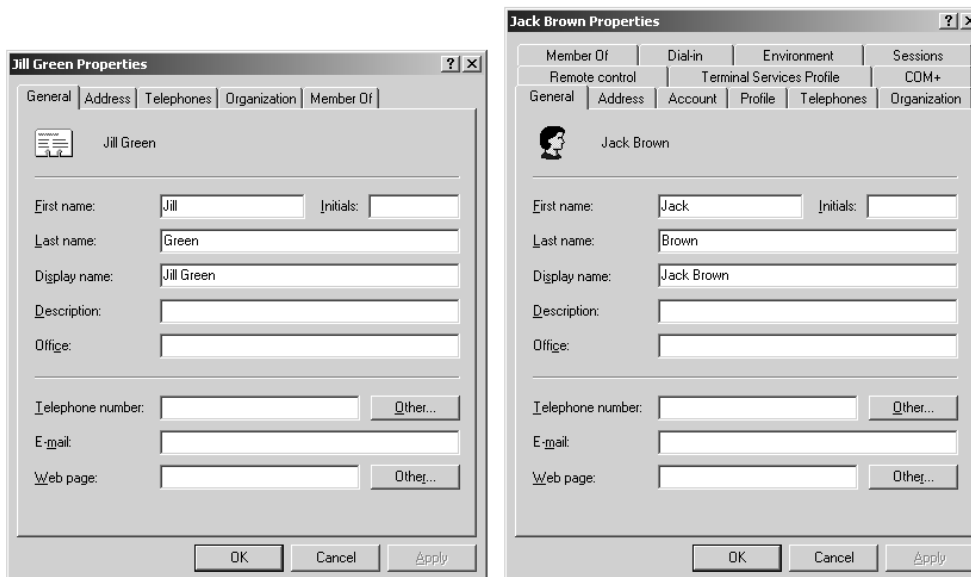 Jill Green Properties
General Address Telephones Organization Member Of
Jill Green
First name: Jill Initials:
Last name: Green
Display name: Jill Green
Description:
Office:
Telephone number: Other...
E-mail:
Web page: Other...
OK Cancel Apply
Jack Brown Properties
Member Of Dial-in Environment Sessions
Remote control Terminal Services Profile COM+
General Address Account Profile Telephones Organization
Jack Brown
First name: Jack Initials:
Last name: Brown
Display name: Jack Brown
Description:
Office:
Telephone number: Other...
E-mail:
Web page: Other...
OK Cancel Apply